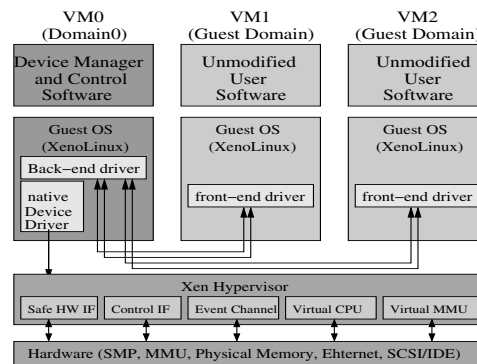 VM0
(Domain0)
VM1
(Guest Domain)
VM2
(Guest Domain)
Device Manager
and Control
Software
Unmodified
User
Software
Unmodified
User
Software
Guest OS
(XenoLinux)
Back-end driver
native
Device
Driver
Guest OS
(XenoLinux)
front-end driver
Guest OS
(XenoLinux)
front-end driver
Xen Hypervisor
Safe HW IF
Control IF
Event Channel
Virtual CPU
Virtual MMU
Hardware (SMP, MMU, Physical Memory, Ehternet, SCSI/IDE)